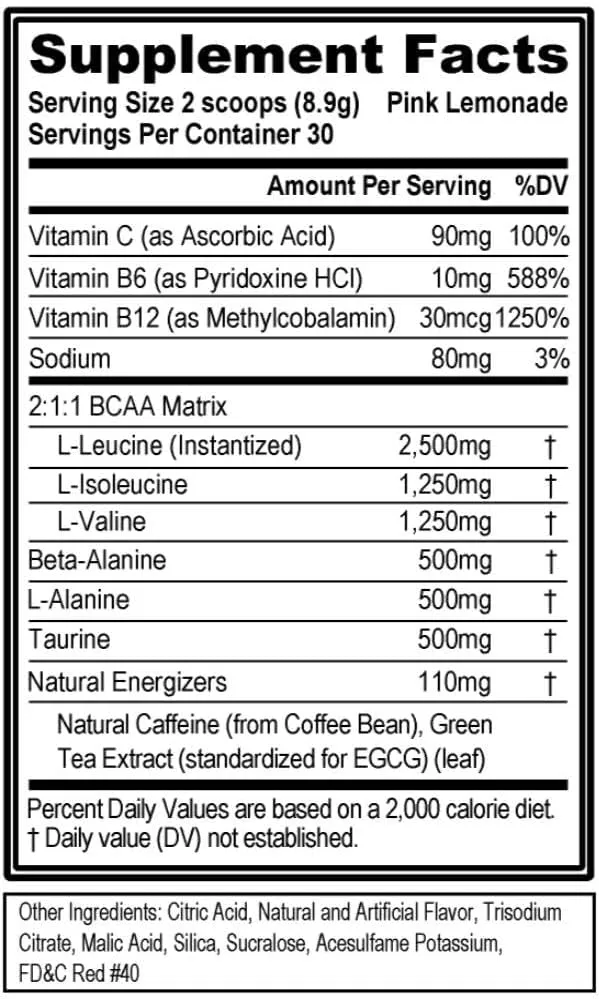 Supplement Facts
Serving Size 2 scoops (8.9g) Pink Lemonade
Servings Per Container 30
Amount Per Serving %DV
Vitamin C (as Ascorbic Acid) 90mg 100%
Vitamin B6 (as Pyridoxine HCl) 10mg 588%
Vitamin B12 (as Methylcobalamin) 30mcg 1250%
Sodium 80mg 3%
2:1:1 BCAA Matrix
L-Leucine (Instantized) 2,500mg †
L-Isoleucine 1,250mg †
L-Valine 1,250mg †
Beta-Alanine 500mg †
L-Alanine 500mg †
Taurine 500mg †
Natural Energizers 110mg †
Natural Caffeine (from Coffee Bean), Green
Tea Extract (standardized for EGCG) (leaf)
Percent Daily Values are based on a 2,000 calorie diet.
† Daily value (DV) not established.
Other Ingredients: Citric Acid, Natural and Artificial Flavor, Trisodium
Citrate, Malic Acid, Silica, Sucralose, Acesulfame Potassium,
FD&C Red #40